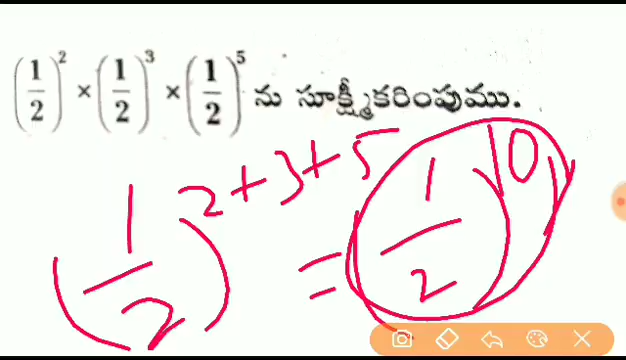 (1/2)² × (1/2)³ × (1/2)⁵ ను సూక్ష్మీకరింపుము.
(1/2)²⁺³⁺⁵ = (1/2)¹⁰